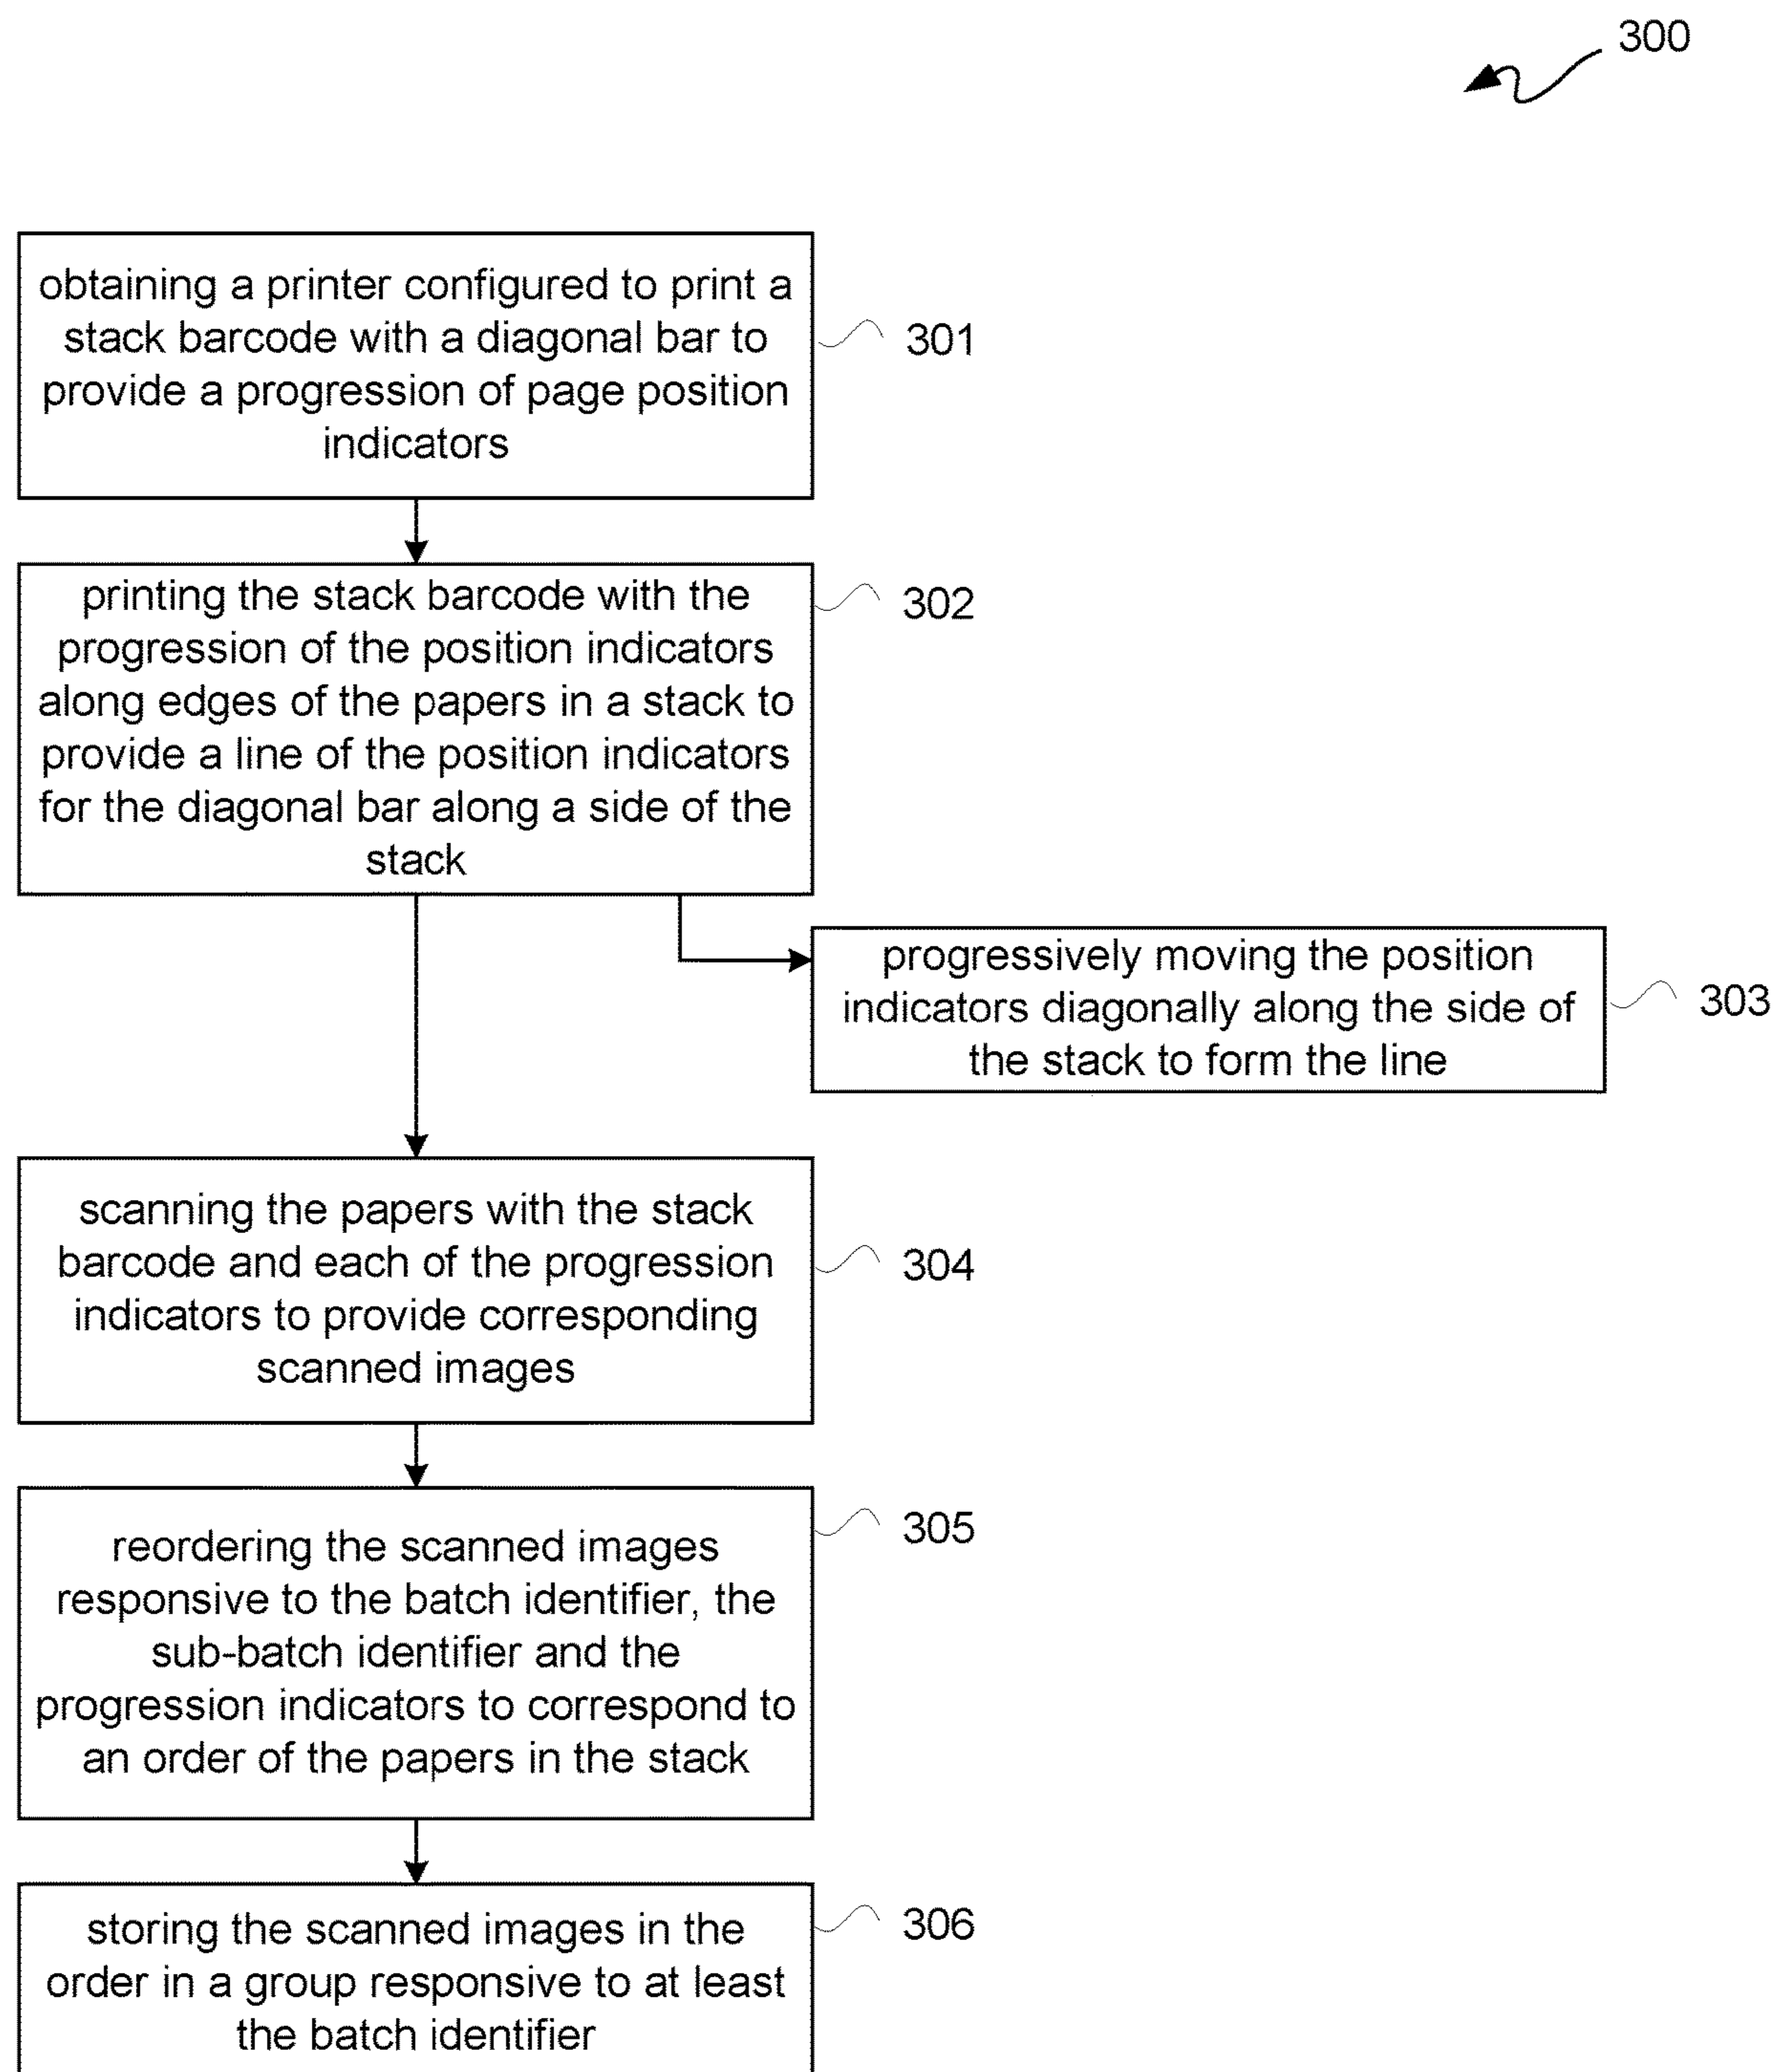 300
obtaining a printer configured to print a
stack barcode with a diagonal bar to
provide a progression of page position
indicators
301
printing the stack barcode with the
progression of the position indicators
along edges of the papers in a stack to
provide a line of the position indicators
for the diagonal bar along a side of the
stack
302
progressively moving the position
indicators diagonally along the side of
the stack to form the line
303
scanning the papers with the stack
barcode and each of the progression
indicators to provide corresponding
scanned images
304
reordering the scanned images
responsive to the batch identifier, the
sub-batch identifier and the
progression indicators to correspond to
an order of the papers in the stack
305
storing the scanned images in the
order in a group responsive to at least
the batch identifier
306